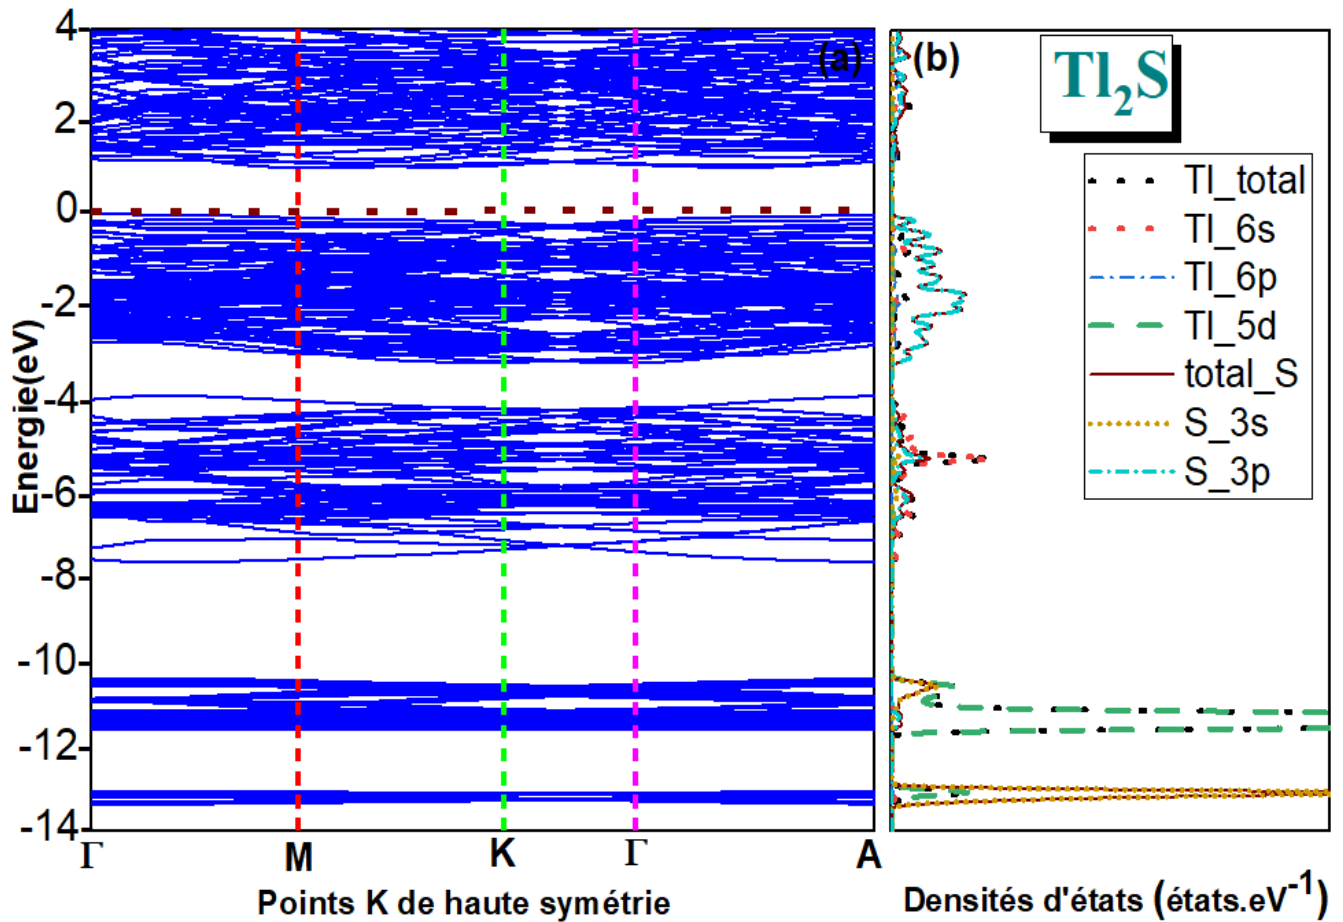 4
2
0
-2
-4
-6
-8
-10
-12
-14
Energie(eV)
(a)
Γ
M
K
Γ
A
Points K de haute symétrie
(b)
Tl₂S
Tl_total
Tl_6s
Tl_6p
Tl_5d
total_S
S_3s
S_3p
Densités d'états (états.eV⁻¹)